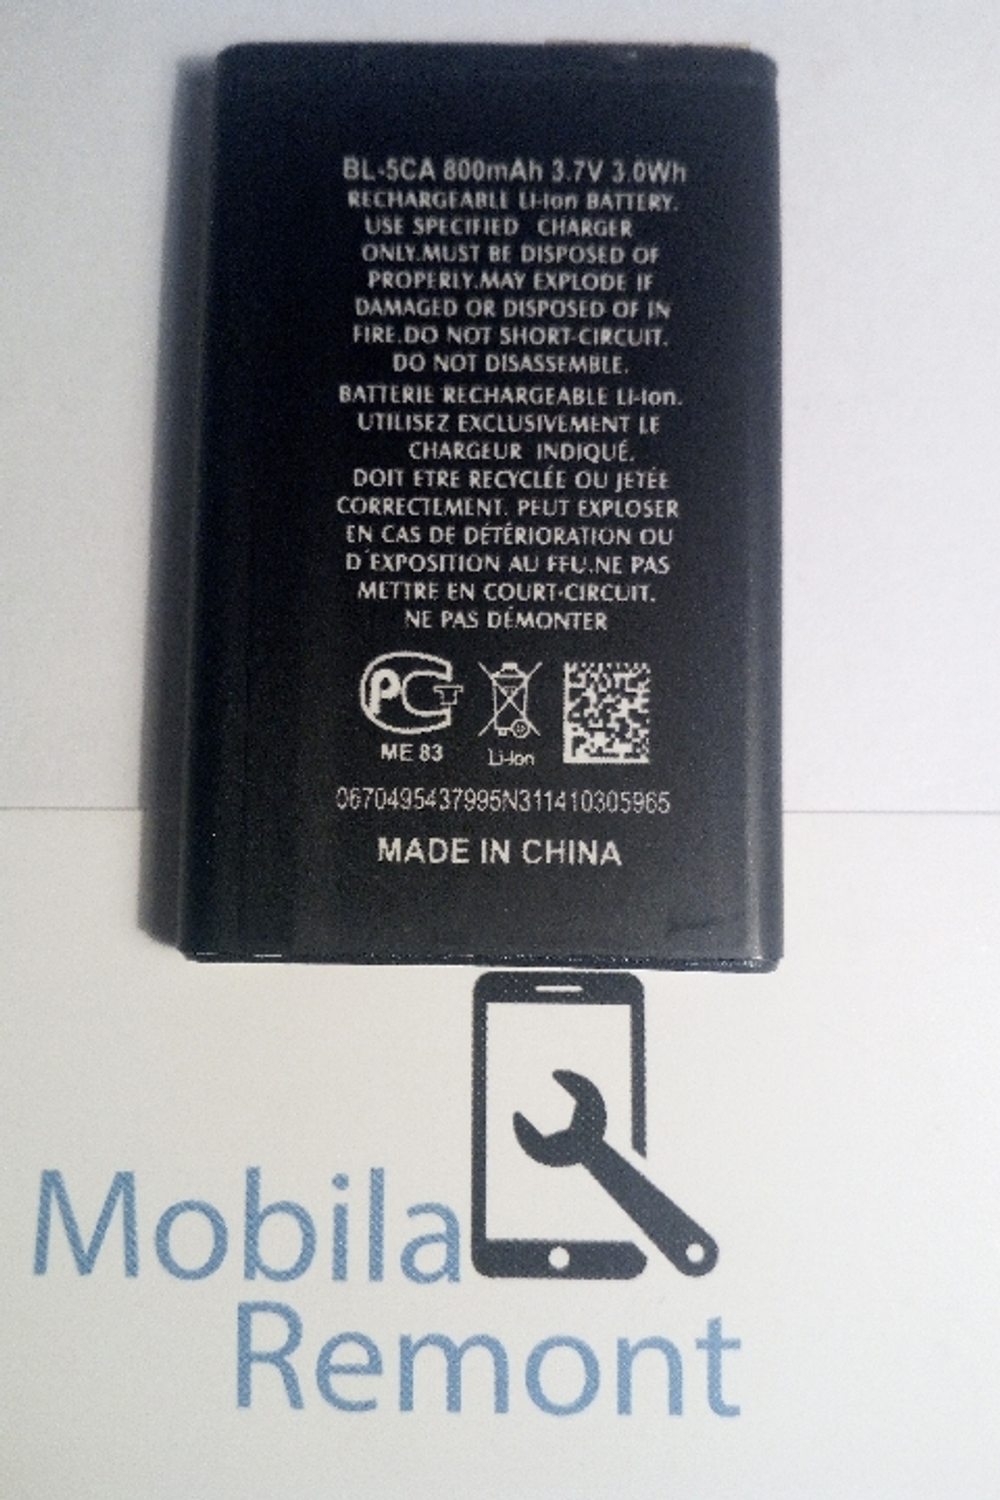 BL-5CA 800mAh 3.7V 3.0Wh
RECHARGEABLE Li-Ion BATTERY.
USE SPECIFIED CHARGER
ONLY.MUST BE DISPOSED OF
PROPERLY.MAY EXPLODE IF
DAMAGED OR DISPOSED OF IN
FIRE.DO NOT SHORT-CIRCUIT.
DO NOT DISASSEMBLE.
BATTERIE RECHARGEABLE Li-Ion.
UTILISEZ EXCLUSIVEMENT LE
CHARGEUR INDIQUÉ.
DOIT ETRE RECYCLÉE OU JETÉE
CORRECTEMENT. PEUT EXPLOSER
EN CAS DE DÉTÉRIORATION OU
D´EXPOSITION AU FEU.NE PAS
METTRE EN COURT-CIRCUIT.
NE PAS DÉMONTER
PCT
ME 83
Li-Ion
0670495437995N311410305965
MADE IN CHINA
Mobila
Remont